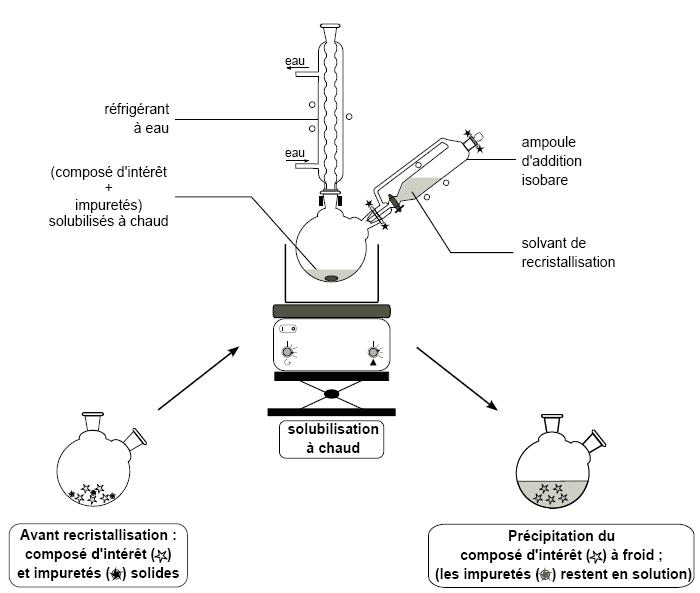 eau
réfrigérant
à eau
eau
ampoule
d'addition
isobare
(composé d'intérêt
+
impuretés)
solubilisés à chaud
solvant de
recristallisation
solubilisation
à chaud
Avant recristallisation :
composé d'intérêt ( )
et impuretés ( ) solides
Précipitation du
composé d'intérêt ( ) à froid ;
(les impuretés ( ) restent en solution)